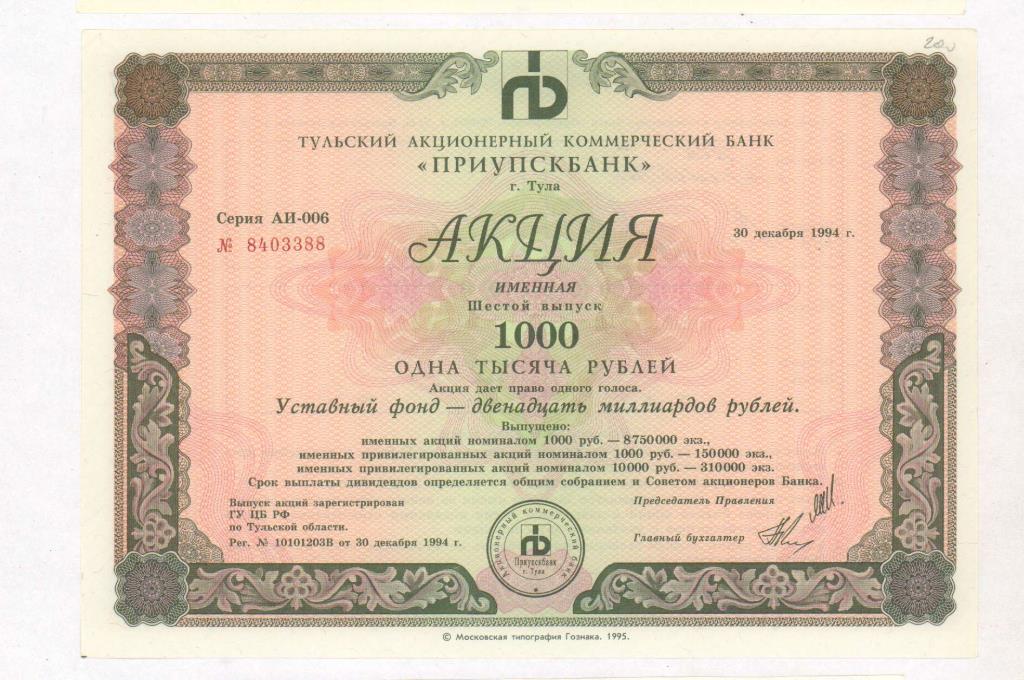 ТУЛЬСКИЙ АКЦИОНЕРНЫЙ КОММЕРЧЕСКИЙ БАНК
«ПРИУПСКБАНК»
г. Тула
Серия АИ-006
№ 8403388
АКЦИЯ
30 декабря 1994 г.
ИМЕННАЯ
Шестой выпуск
1000
ОДНА ТЫСЯЧА РУБЛЕЙ
Акция дает право одного голоса.
Уставный фонд — двенадцать миллиардов рублей.
Выпущено:
именных акций номиналом 1000 руб. — 8750000 экз.,
именных привилегированных акций номиналом 1000 руб. — 150000 экз.,
именных привилегированных акций номиналом 10000 руб. — 310000 экз.
Срок выплаты дивидендов определяется общим собранием и Советом акционеров Банка.
Выпуск акций зарегистрирован
ГУ ЦБ РФ
по Тульской области.
Рег. № 10101203В от 30 декабря 1994 г.
Акционерный коммерческий банк
Приупскбанк
г. Тула
Председатель Правления
Главный бухгалтер
© Московская типография Гознака. 1995.